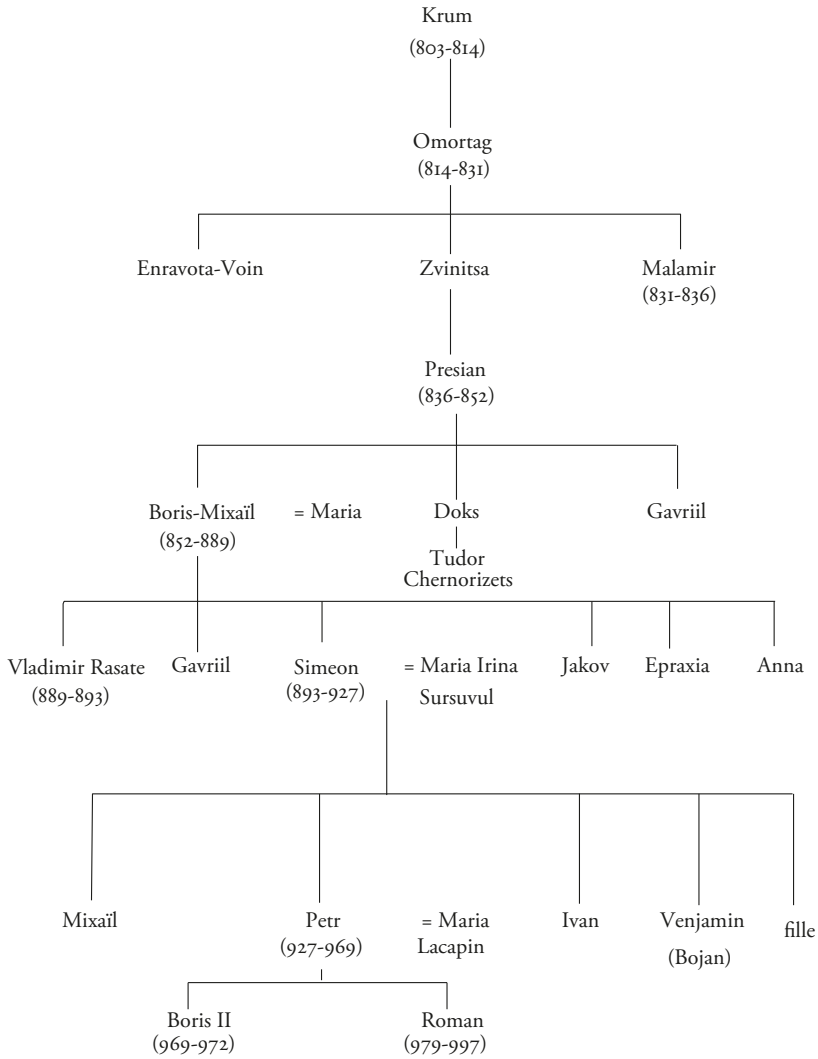 Krum
(803-814)
Omortag
(814-831)
Enravota-Voin Zvinitsa Malamir
(831-836)
Presian
(836-852)
Boris-Mixaïl = Maria Doks Gavriil
(852-889)
Tudor
Chernorizets
Vladimir Rasate Gavriil Simeon = Maria Irina Jakov Epraxia Anna
(889-893) (893-927) Sursuvul
Mixaïl Petr = Maria Ivan Venjamin fille
(927-969) Lacapin (Bojan)
Boris II Roman
(969-972) (979-997)